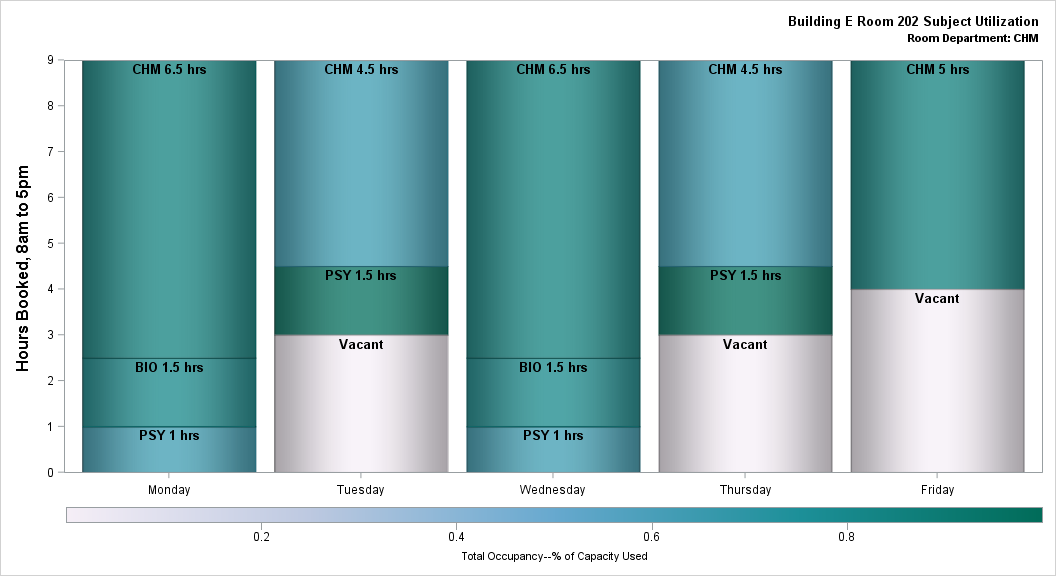 Building E Room 202 Subject Utilization
Room Department: CHM
Hours Booked, 8am to 5pm
9
8
7
6
5
4
3
2
1
0
CHM 6.5 hrs
BIO 1.5 hrs
PSY 1 hrs
CHM 4.5 hrs
PSY 1.5 hrs
Vacant
CHM 6.5 hrs
BIO 1.5 hrs
PSY 1 hrs
CHM 4.5 hrs
PSY 1.5 hrs
Vacant
CHM 5 hrs
Vacant
Monday Tuesday Wednesday Thursday Friday
0.2 0.4 0.6 0.8
Total Occupancy--% of Capacity Used